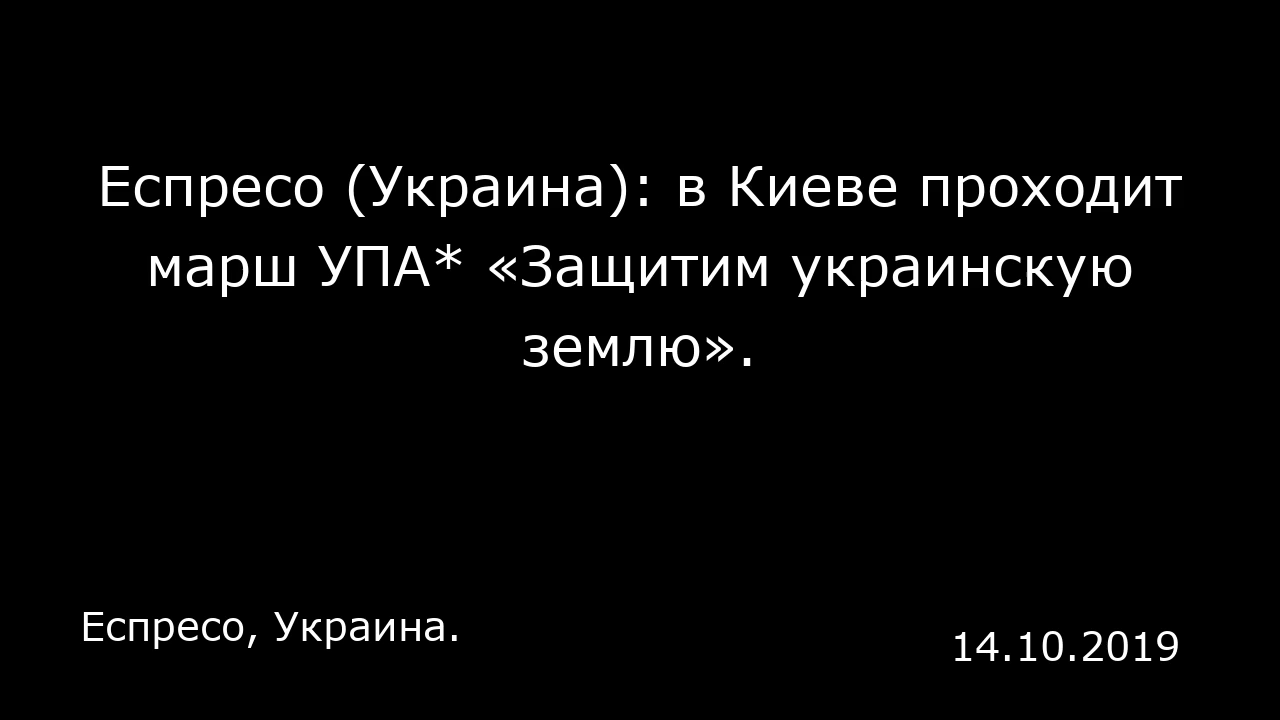 Еспресо (Украина): в Киеве проходит
марш УПА* «Защитим украинскую
землю».
Еспресо, Украина.
14.10.2019